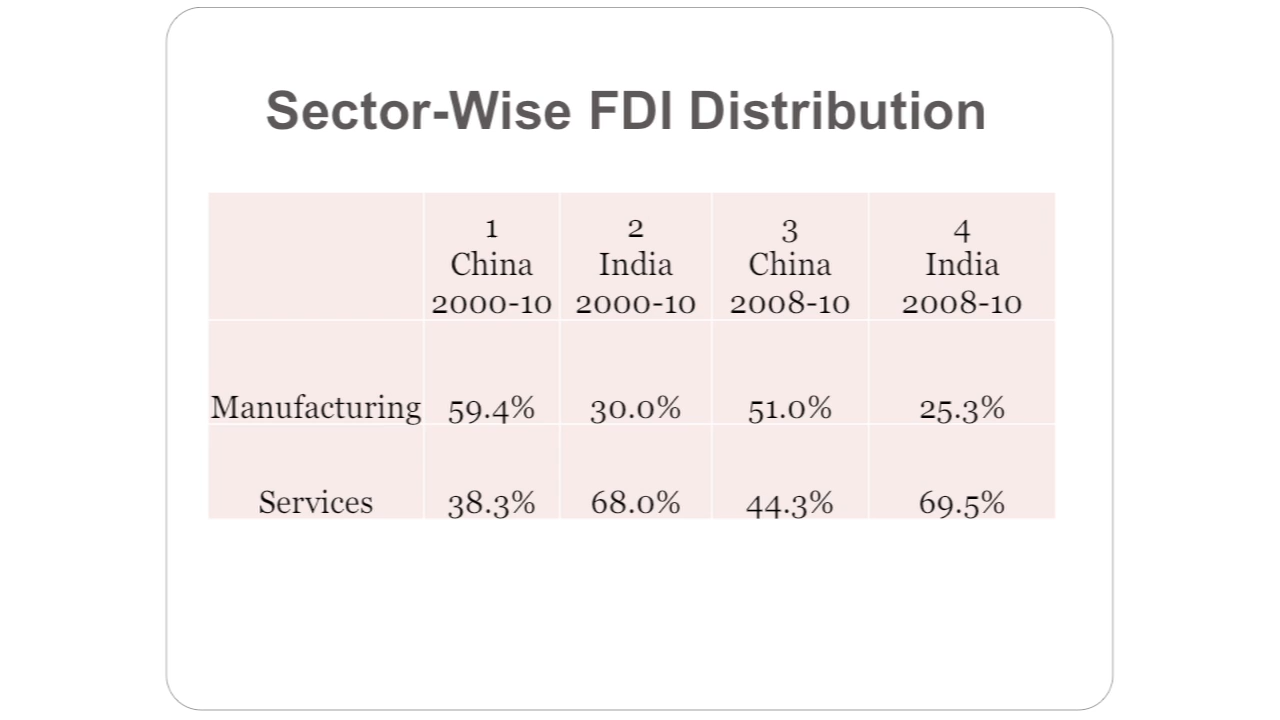 Sector-Wise FDI Distribution
1 2 3 4
China India China India
2000-10 2000-10 2008-10 2008-10
Manufacturing 59.4% 30.0% 51.0% 25.3%
Services 38.3% 68.0% 44.3% 69.5%